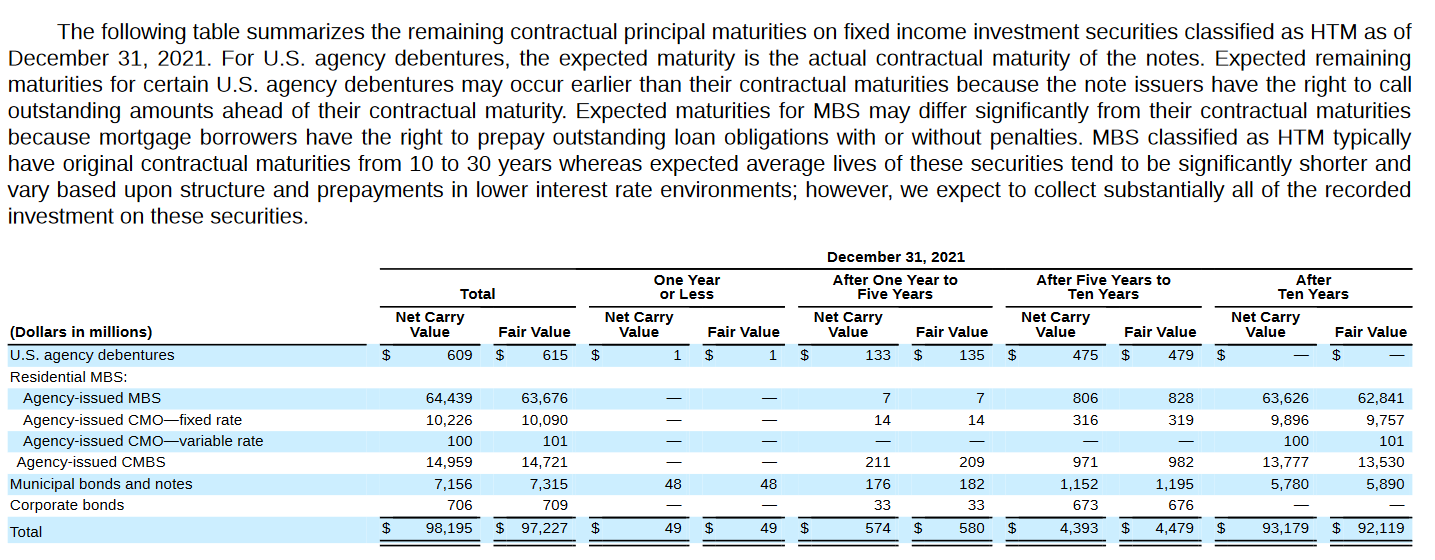 The following table summarizes the remaining contractual principal maturities on fixed income investment securities classified as HTM as of
December 31, 2021. For U.S. agency debentures, the expected maturity is the actual contractual maturity of the notes. Expected remaining
maturities for certain U.S. agency debentures may occur earlier than their contractual maturities because the note issuers have the right to call
outstanding amounts ahead of their contractual maturity. Expected maturities for MBS may differ significantly from their contractual maturities
because mortgage borrowers have the right to prepay outstanding loan obligations with or without penalties. MBS classified as HTM typically
have original contractual maturities from 10 to 30 years whereas expected average lives of these securities tend to be significantly shorter and
vary based upon structure and prepayments in lower interest rate environments; however, we expect to collect substantially all of the recorded
investment on these securities.
December 31, 2021
Total One Year or Less After One Year to Five Years After Five Years to Ten Years After Ten Years
(Dollars in millions) Net Carry Value Fair Value Net Carry Value Fair Value Net Carry Value Fair Value Net Carry Value Fair Value Net Carry Value Fair Value
U.S. agency debentures $ 609 $ 615 $ 1 $ 1 $ 133 $ 135 $ 475 $ 479 $ — $ —
Residential MBS:
Agency-issued MBS 64,439 63,676 — — 7 7 806 828 63,626 62,841
Agency-issued CMO—fixed rate 10,226 10,090 — — 14 14 316 319 9,896 9,757
Agency-issued CMO—variable rate 100 101 — — — — — — 100 101
Agency-issued CMBS 14,959 14,721 — — 211 209 971 982 13,777 13,530
Municipal bonds and notes 7,156 7,315 48 48 176 182 1,152 1,195 5,780 5,890
Corporate bonds 706 709 — — 33 33 673 676 — —
Total $ 98,195 $ 97,227 $ 49 $ 49 $ 574 $ 580 $ 4,393 $ 4,479 $ 93,179 $ 92,119